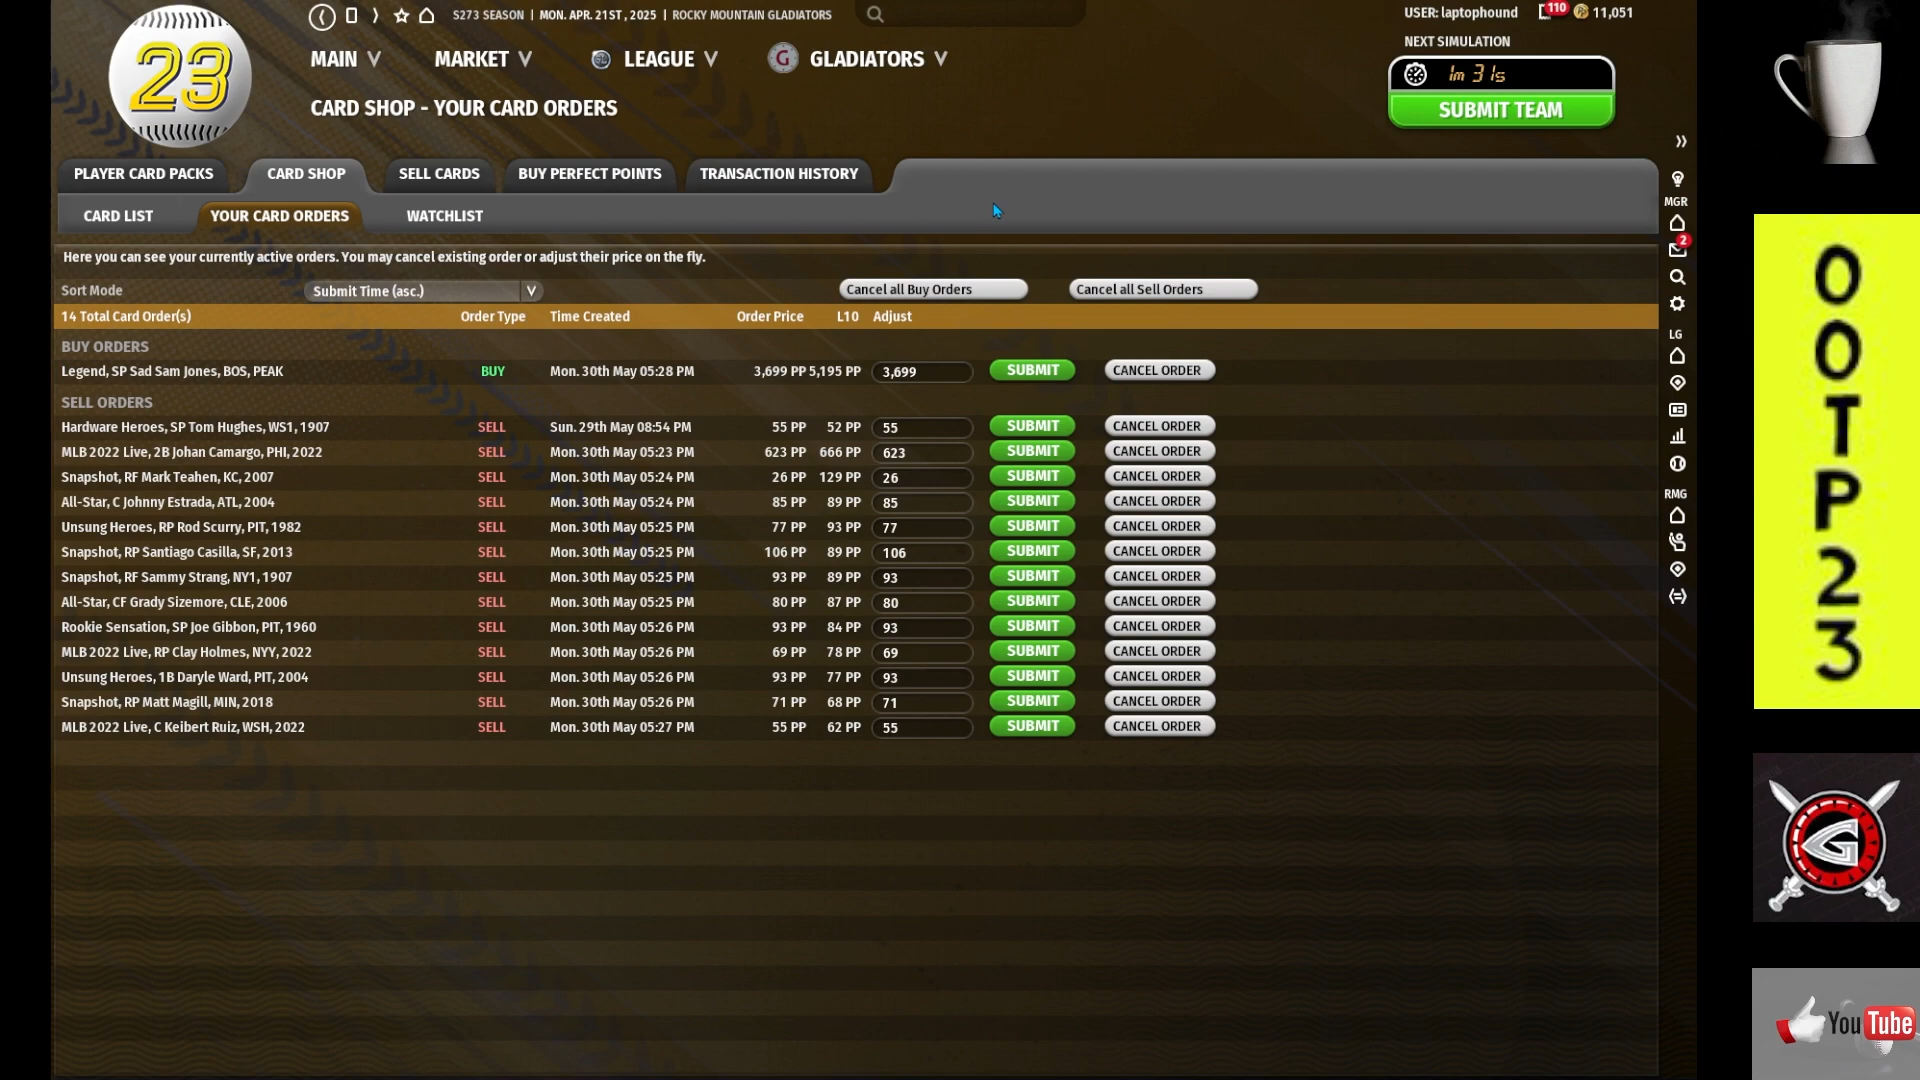 S273 SEASON | MON. APR. 21ST , 2025 | ROCKY MOUNTAIN GLADIATORS
USER: laptophound 110 11,051
23
MAIN MARKET LEAGUE GLADIATORS
NEXT SIMULATION
1m 31s
SUBMIT TEAM
CARD SHOP - YOUR CARD ORDERS
PLAYER CARD PACKS CARD SHOP SELL CARDS BUY PERFECT POINTS TRANSACTION HISTORY
CARD LIST YOUR CARD ORDERS WATCHLIST
Here you can see your currently active orders. You may cancel existing order or adjust their price on the fly.
Sort Mode Submit Time (asc.) Cancel all Buy Orders Cancel all Sell Orders
14 Total Card Order(s) Order Type Time Created Order Price L10 Adjust
BUY ORDERS
Legend, SP Sad Sam Jones, BOS, PEAK BUY Mon. 30th May 05:28 PM 3,699 PP 5,195 PP 3,699 SUBMIT CANCEL ORDER
SELL ORDERS
Hardware Heroes, SP Tom Hughes, WS1, 1907 SELL Sun. 29th May 08:54 PM 55 PP 52 PP 55 SUBMIT CANCEL ORDER
MLB 2022 Live, 2B Johan Camargo, PHI, 2022 SELL Mon. 30th May 05:23 PM 623 PP 666 PP 623 SUBMIT CANCEL ORDER
Snapshot, RF Mark Teahen, KC, 2007 SELL Mon. 30th May 05:24 PM 26 PP 129 PP 26 SUBMIT CANCEL ORDER
All-Star, C Johnny Estrada, ATL, 2004 SELL Mon. 30th May 05:24 PM 85 PP 89 PP 85 SUBMIT CANCEL ORDER
Unsung Heroes, RP Rod Scurry, PIT, 1982 SELL Mon. 30th May 05:25 PM 77 PP 93 PP 77 SUBMIT CANCEL ORDER
Snapshot, RP Santiago Casilla, SF, 2013 SELL Mon. 30th May 05:25 PM 106 PP 89 PP 106 SUBMIT CANCEL ORDER
Snapshot, RF Sammy Strang, NY1, 1907 SELL Mon. 30th May 05:25 PM 93 PP 89 PP 93 SUBMIT CANCEL ORDER
All-Star, CF Grady Sizemore, CLE, 2006 SELL Mon. 30th May 05:25 PM 80 PP 87 PP 80 SUBMIT CANCEL ORDER
Rookie Sensation, SP Joe Gibbon, PIT, 1960 SELL Mon. 30th May 05:26 PM 93 PP 84 PP 93 SUBMIT CANCEL ORDER
MLB 2022 Live, RP Clay Holmes, NYY, 2022 SELL Mon. 30th May 05:26 PM 69 PP 78 PP 69 SUBMIT CANCEL ORDER
Unsung Heroes, 1B Daryle Ward, PIT, 2004 SELL Mon. 30th May 05:26 PM 93 PP 77 PP 93 SUBMIT CANCEL ORDER
Snapshot, RP Matt Magill, MIN, 2018 SELL Mon. 30th May 05:26 PM 71 PP 68 PP 71 SUBMIT CANCEL ORDER
MLB 2022 Live, C Keibert Ruiz, WSH, 2022 SELL Mon. 30th May 05:27 PM 55 PP 62 PP 55 SUBMIT CANCEL ORDER
MGR
2
LG
RMG
O
O
T
P
2
3
G
YouTube